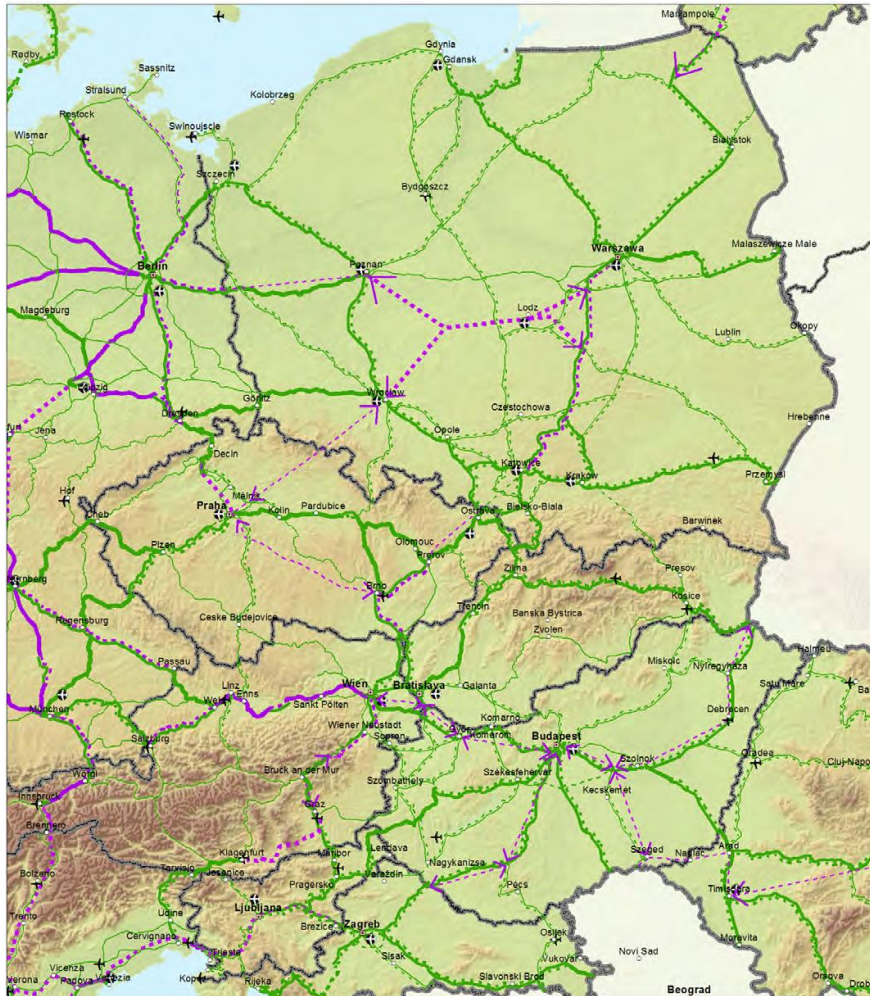 Rødby
Sassnitz
Stralsund
Rostock
Wismar
Swinoujscie
Kolobrzeg
Gdynia
Gdansk
Szczecin
Bydgoszcz
Bialystok
Berlin
Poznan
Warszawa
Malaszewicze Male
Magdeburg
Lodz
Lublin
Okopy
Wroclaw
Görlitz
Dresden
Jena
Decin
Czestochowa
Opole
Hrebenne
Katowice
Krakow
Przemysl
Hof
Melnik
Praha
Kolin
Pardubice
Cheb
Plzen
Ostrava
Bielsko-Biala
Barwinek
Olomouc
Prerov
Zilina
Presov
Kosice
Brno
Trencin
Banska Bystrica
Zvolen
Regensburg
Ceske Budejovice
Passau
Linz
Enns
Wels
Sankt Pölten
Wien
Bratislava
Galanta
Miskolc
Nyiregyhaza
Halmeu
Satu Mare
München
Salzburg
Wiener Neustadt
Sopron
Györ
Komarno
Komarom
Budapest
Debrecen
Wörgl
Innsbruck
Brennero
Bruck an der Mur
Szombathely
Szekesfehervar
Szolnok
Kecskemet
Oradea
Cluj-Napo
Graz
Bolzano
Klagenfurt
Jesenice
Tarvisio
Maribor
Lendava
Nagykanizsa
Szeged
Nadlac
Arad
Trento
Pragersko
Varazdin
Pécs
Timisoara
Udine
Ljubljana
Brezice
Zagreb
Cervignano
Trieste
Sisak
Osijek
Vukovar
Novi Sad
Moravita
Vicenza
Padova
Venezia
Verona
Koper
Rijeka
Slavonski Brod
Beograd
Orsova
Drob